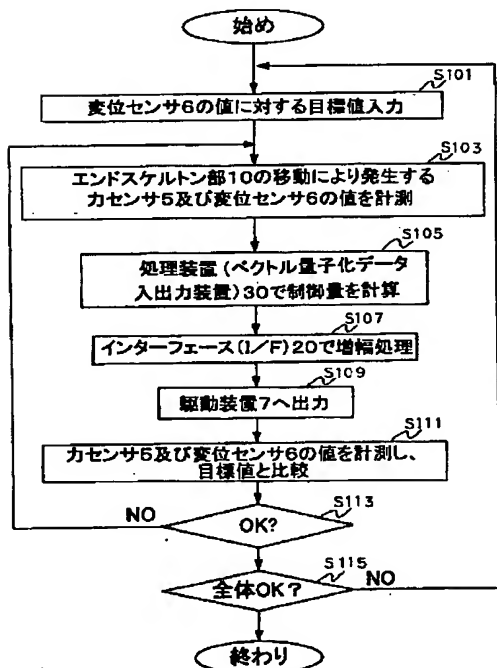 始め
S101
変位センサ6の値に対する目標値入力
S103
エンドスケルトン部10の移動により発生する
力センサ5及び変位センサ6の値を計測
S105
処理装置(ベクトル量子化データ
入出力装置)30で制御量を計算
S107
インターフェース(I/F)20で増幅処理
S109
駆動装置7へ出力
S111
力センサ5及び変位センサ6の値を計測し、
目標値と比較
S113
NO
OK?
S115
全体OK?
NO
終わり